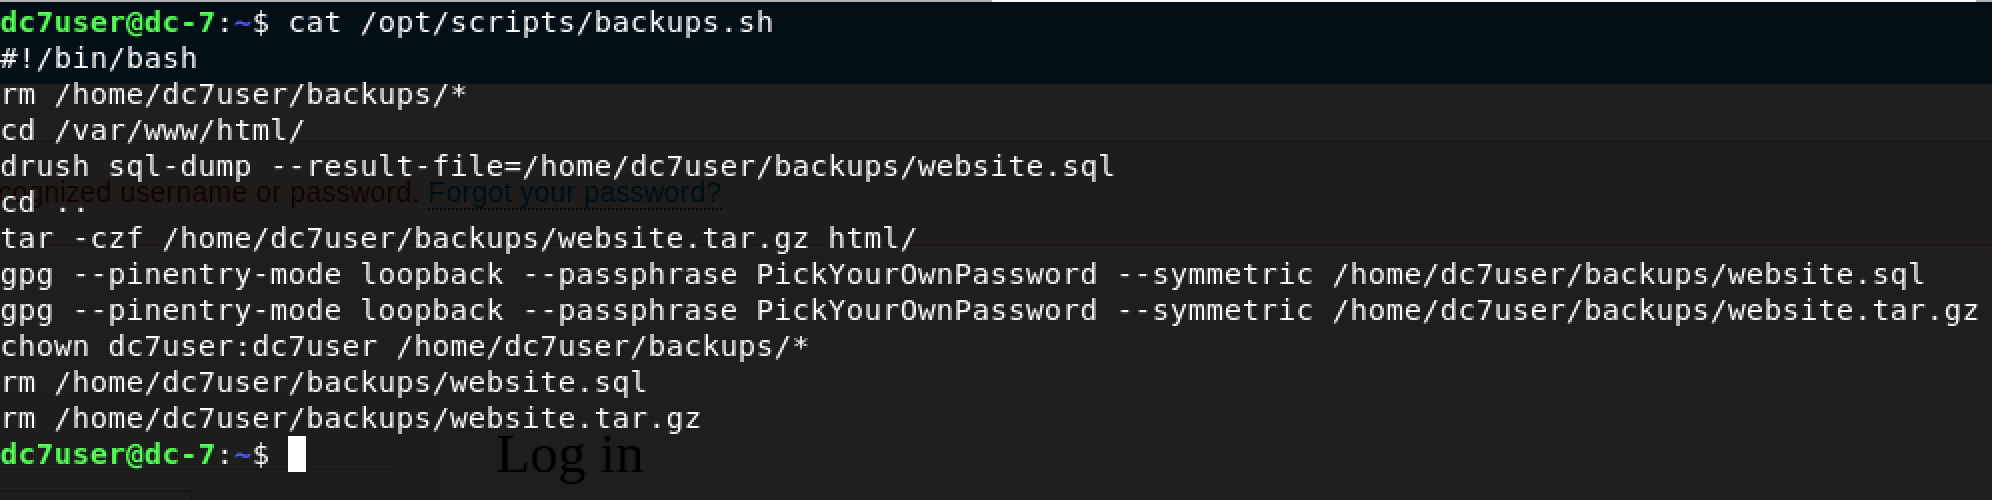 dc7user@dc-7:~$ cat /opt/scripts/backups.sh
#!/bin/bash
rm /home/dc7user/backups/*
cd /var/www/html/
drush sql-dump --result-file=/home/dc7user/backups/website.sql
cognized username or password. Forgot your password?
cd ..
tar -czf /home/dc7user/backups/website.tar.gz html/
gpg --pinentry-mode loopback --passphrase PickYourOwnPassword --symmetric /home/dc7user/backups/website.sql
gpg --pinentry-mode loopback --passphrase PickYourOwnPassword --symmetric /home/dc7user/backups/website.tar.gz
chown dc7user:dc7user /home/dc7user/backups/*
rm /home/dc7user/backups/website.sql
rm /home/dc7user/backups/website.tar.gz
dc7user@dc-7:~$
Log in